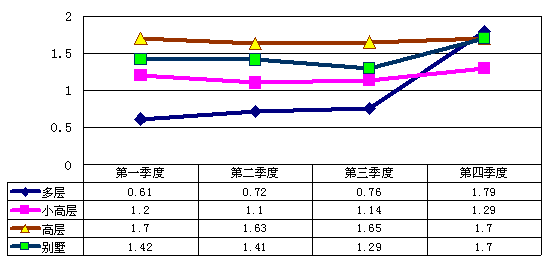 2
1.5
1
0.5
0
第一季度 第二季度 第三季度 第四季度
多层 0.61 0.72 0.76 1.79
小高层 1.2 1.1 1.14 1.29
高层 1.7 1.63 1.65 1.7
别墅 1.42 1.41 1.29 1.7